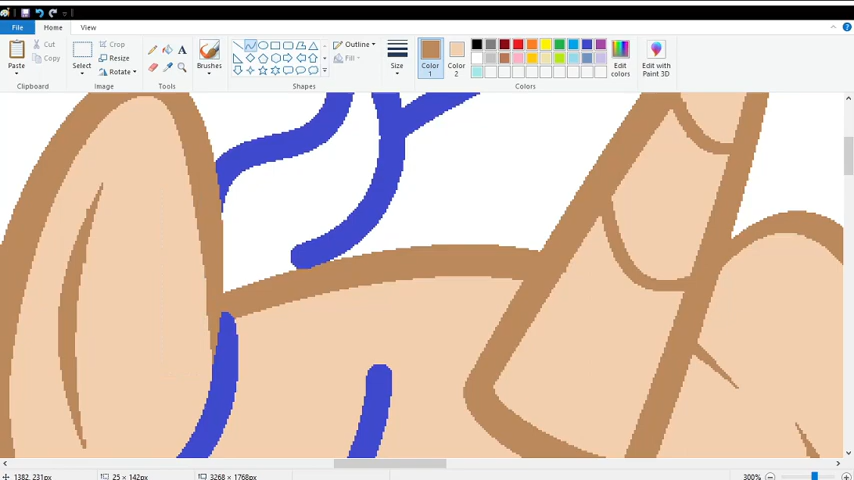 File Home View
Paste Cut Copy
Clipboard
Select Crop Resize Rotate
Image
A
Tools
Brushes
Outline Fill
Shapes
Size
Color 1
Color 2
Edit colors
Colors
Edit with Paint 3D
1382, 231px 25 × 142px 3268 × 1768px 300%